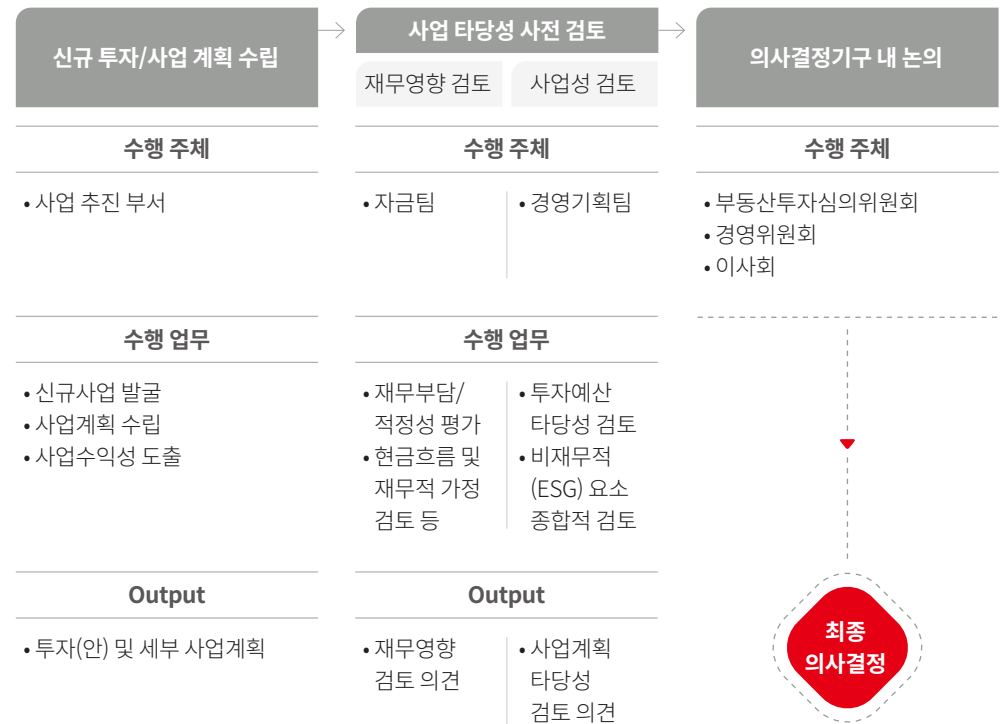 신규 투자/사업 계획 수립
사업 타당성 사전 검토
재무영향 검토
사업성 검토
의사결정기구 내 논의
수행 주체
• 사업 추진 부서
수행 업무
• 신규사업 발굴
• 사업계획 수립
• 사업수익성 도출
Output
• 투자(안) 및 세부 사업계획
수행 주체
• 자금팀
• 경영기획팀
수행 업무
• 재무부담/
적정성 평가
• 현금흐름 및
재무적 가정
검토 등
• 투자예산
타당성 검토
• 비재무적
(ESG) 요소
종합적 검토
Output
• 재무영향
검토 의견
• 사업계획
타당성
검토 의견
수행 주체
• 부동산투자심의위원회
• 경영위원회
• 이사회
최종
의사결정